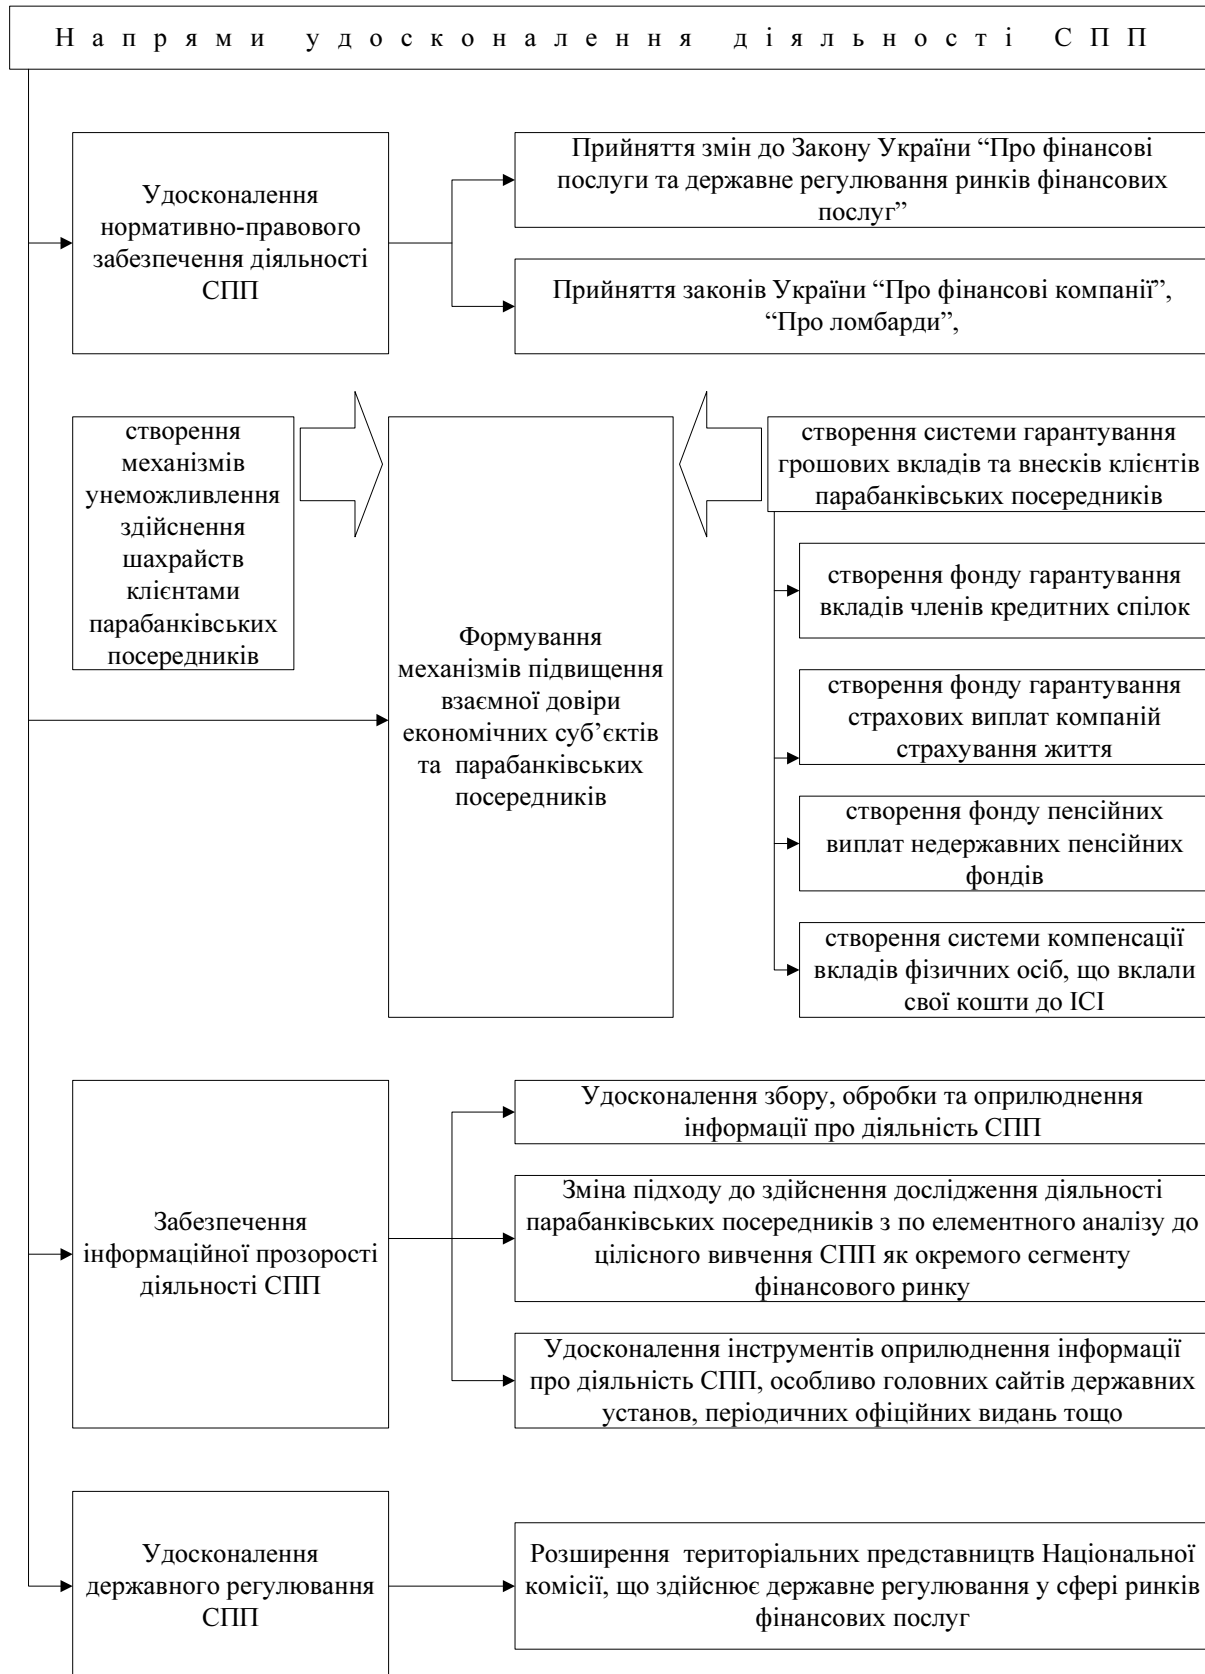 Напрями удосконалення діяльності СПП
Удосконалення
нормативно-правового
забезпечення діяльності
СПП
Прийняття змін до Закону України “Про фінансові
послуги та державне регулювання ринків фінансових
послуг”
Прийняття законів України “Про фінансові компанії”,
“Про ломбарди”,
створення
механізмів
унеможливлення
здійснення
шахрайств
клієнтами
парабанківських
посередників
Формування
механізмів підвищення
взаємної довіри
економічних суб’єктів
та парабанківських
посередників
створення системи гарантування
грошових вкладів та внесків клієнтів
парабанківських посередників
створення фонду гарантування
вкладів членів кредитних спілок
створення фонду гарантування
страхових виплат компаній
страхування життя
створення фонду пенсійних
виплат недержавних пенсійних
фондів
створення системи компенсації
вкладів фізичних осіб, що вклали
свої кошти до ІСІ
Забезпечення
інформаційної прозорості
діяльності СПП
Удосконалення збору, обробки та оприлюднення
інформації про діяльність СПП
Зміна підходу до здійснення дослідження діяльності
парабанківських посередників з по елементного аналізу до
цілісного вивчення СПП як окремого сегменту
фінансового ринку
Удосконалення інструментів оприлюднення інформації
про діяльність СПП, особливо головних сайтів державних
установ, періодичних офіційних видань тощо
Удосконалення
державного регулювання
СПП
Розширення територіальних представництв Національної
комісії, що здійснює державне регулювання у сфері ринків
фінансових послуг